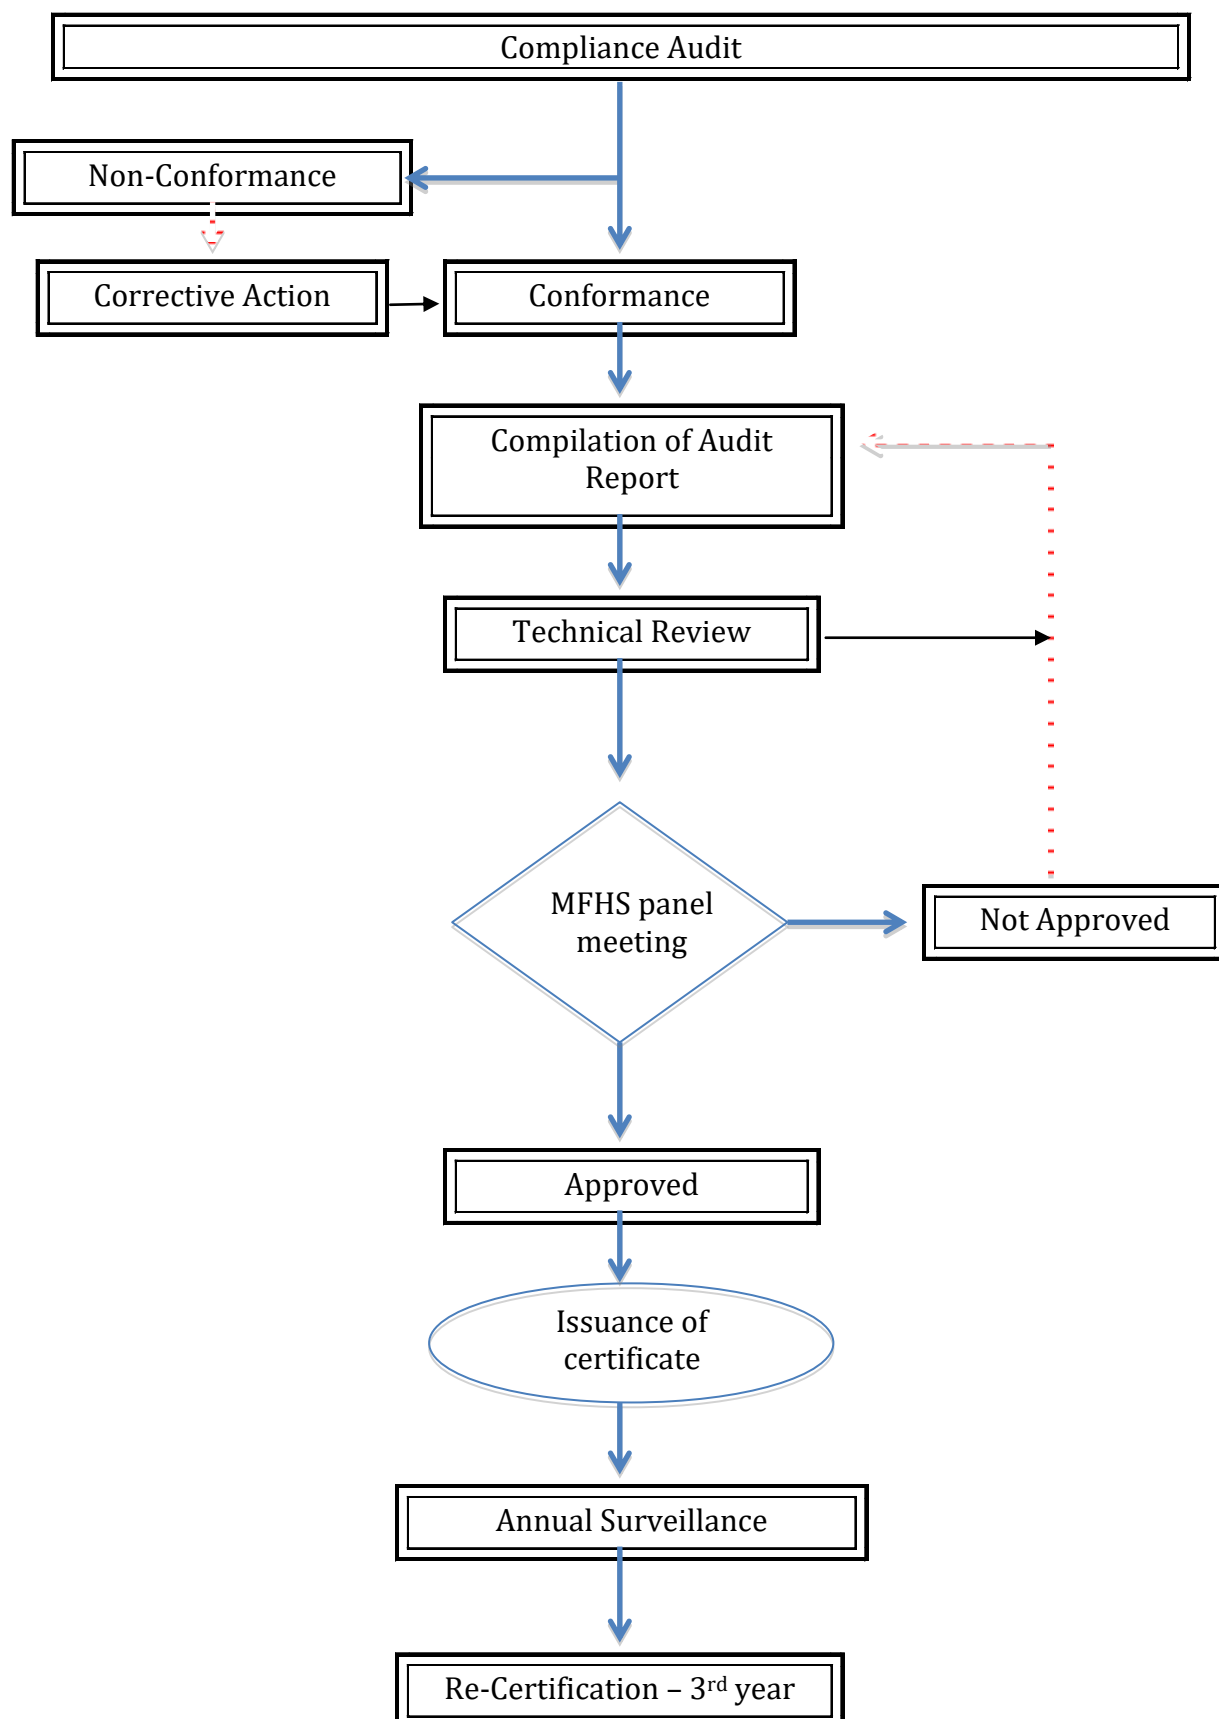 Compliance Audit
Non-Conformance
Corrective Action
Conformance
Compilation of Audit
Report
Technical Review
MFHS panel
meeting
Not Approved
Approved
Issuance of
certificate
Annual Surveillance
Re-Certification – 3rd year